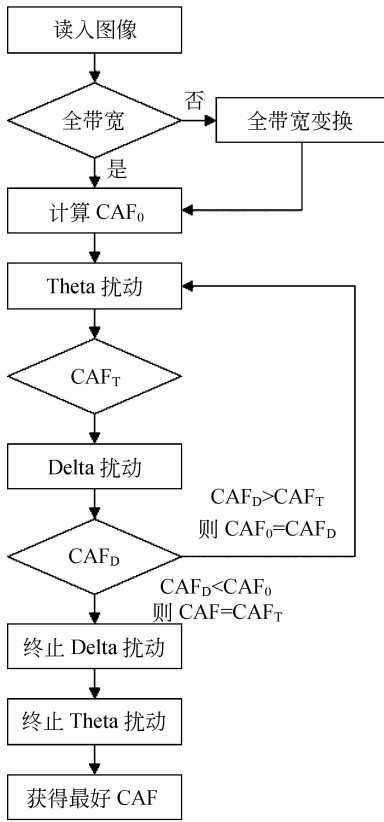 读入图像
全带宽
否
全带宽变换
是
计算 CAF₀
Theta 扰动
CAF_T
Delta 扰动
CAF_D>CAF_T
则 CAF₀=CAF_D
CAF_D
CAF_D<CAF₀
则 CAF=CAF_T
终止 Delta 扰动
终止 Theta 扰动
获得最好 CAF